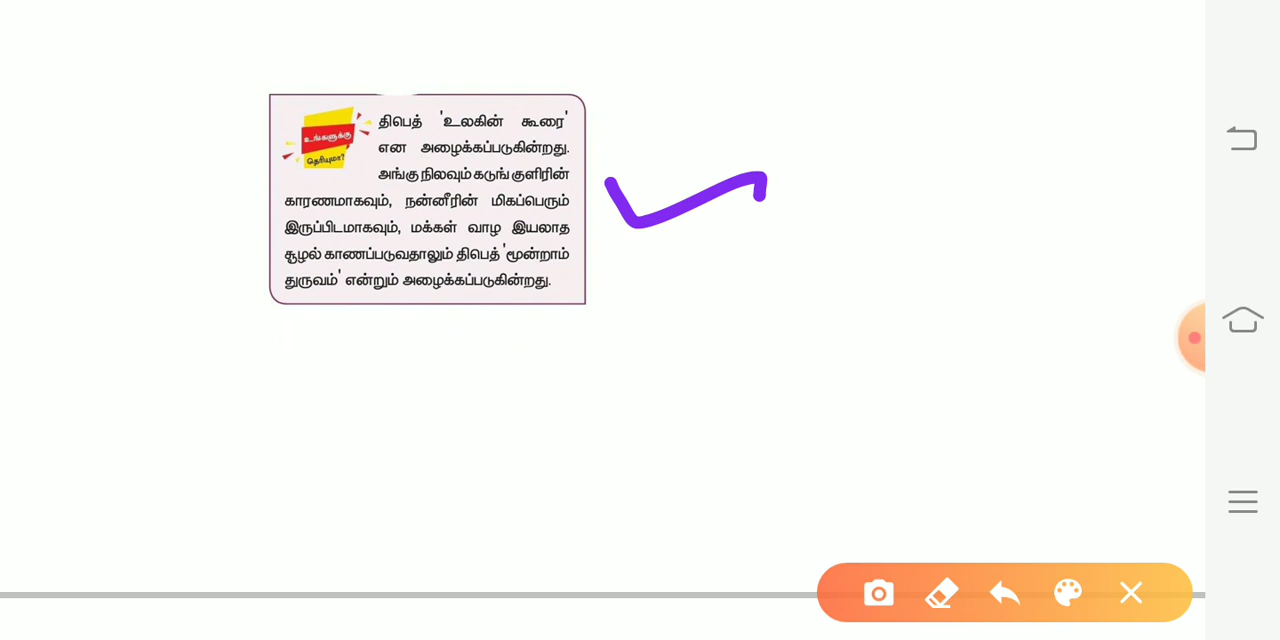 உங்களுக்கு
தெரியுமா?
திபெத் 'உலகின் கூரை'
என அழைக்கப்படுகின்றது.
அங்கு நிலவும் கடுங் குளிரின்
காரணமாகவும், நன்னீரின் மிகப்பெரும்
இருப்பிடமாகவும், மக்கள் வாழ இயலாத
சூழல் காணப்படுவதாலும் திபெத் 'மூன்றாம்
துருவம்' என்றும் அழைக்கப்படுகின்றது.